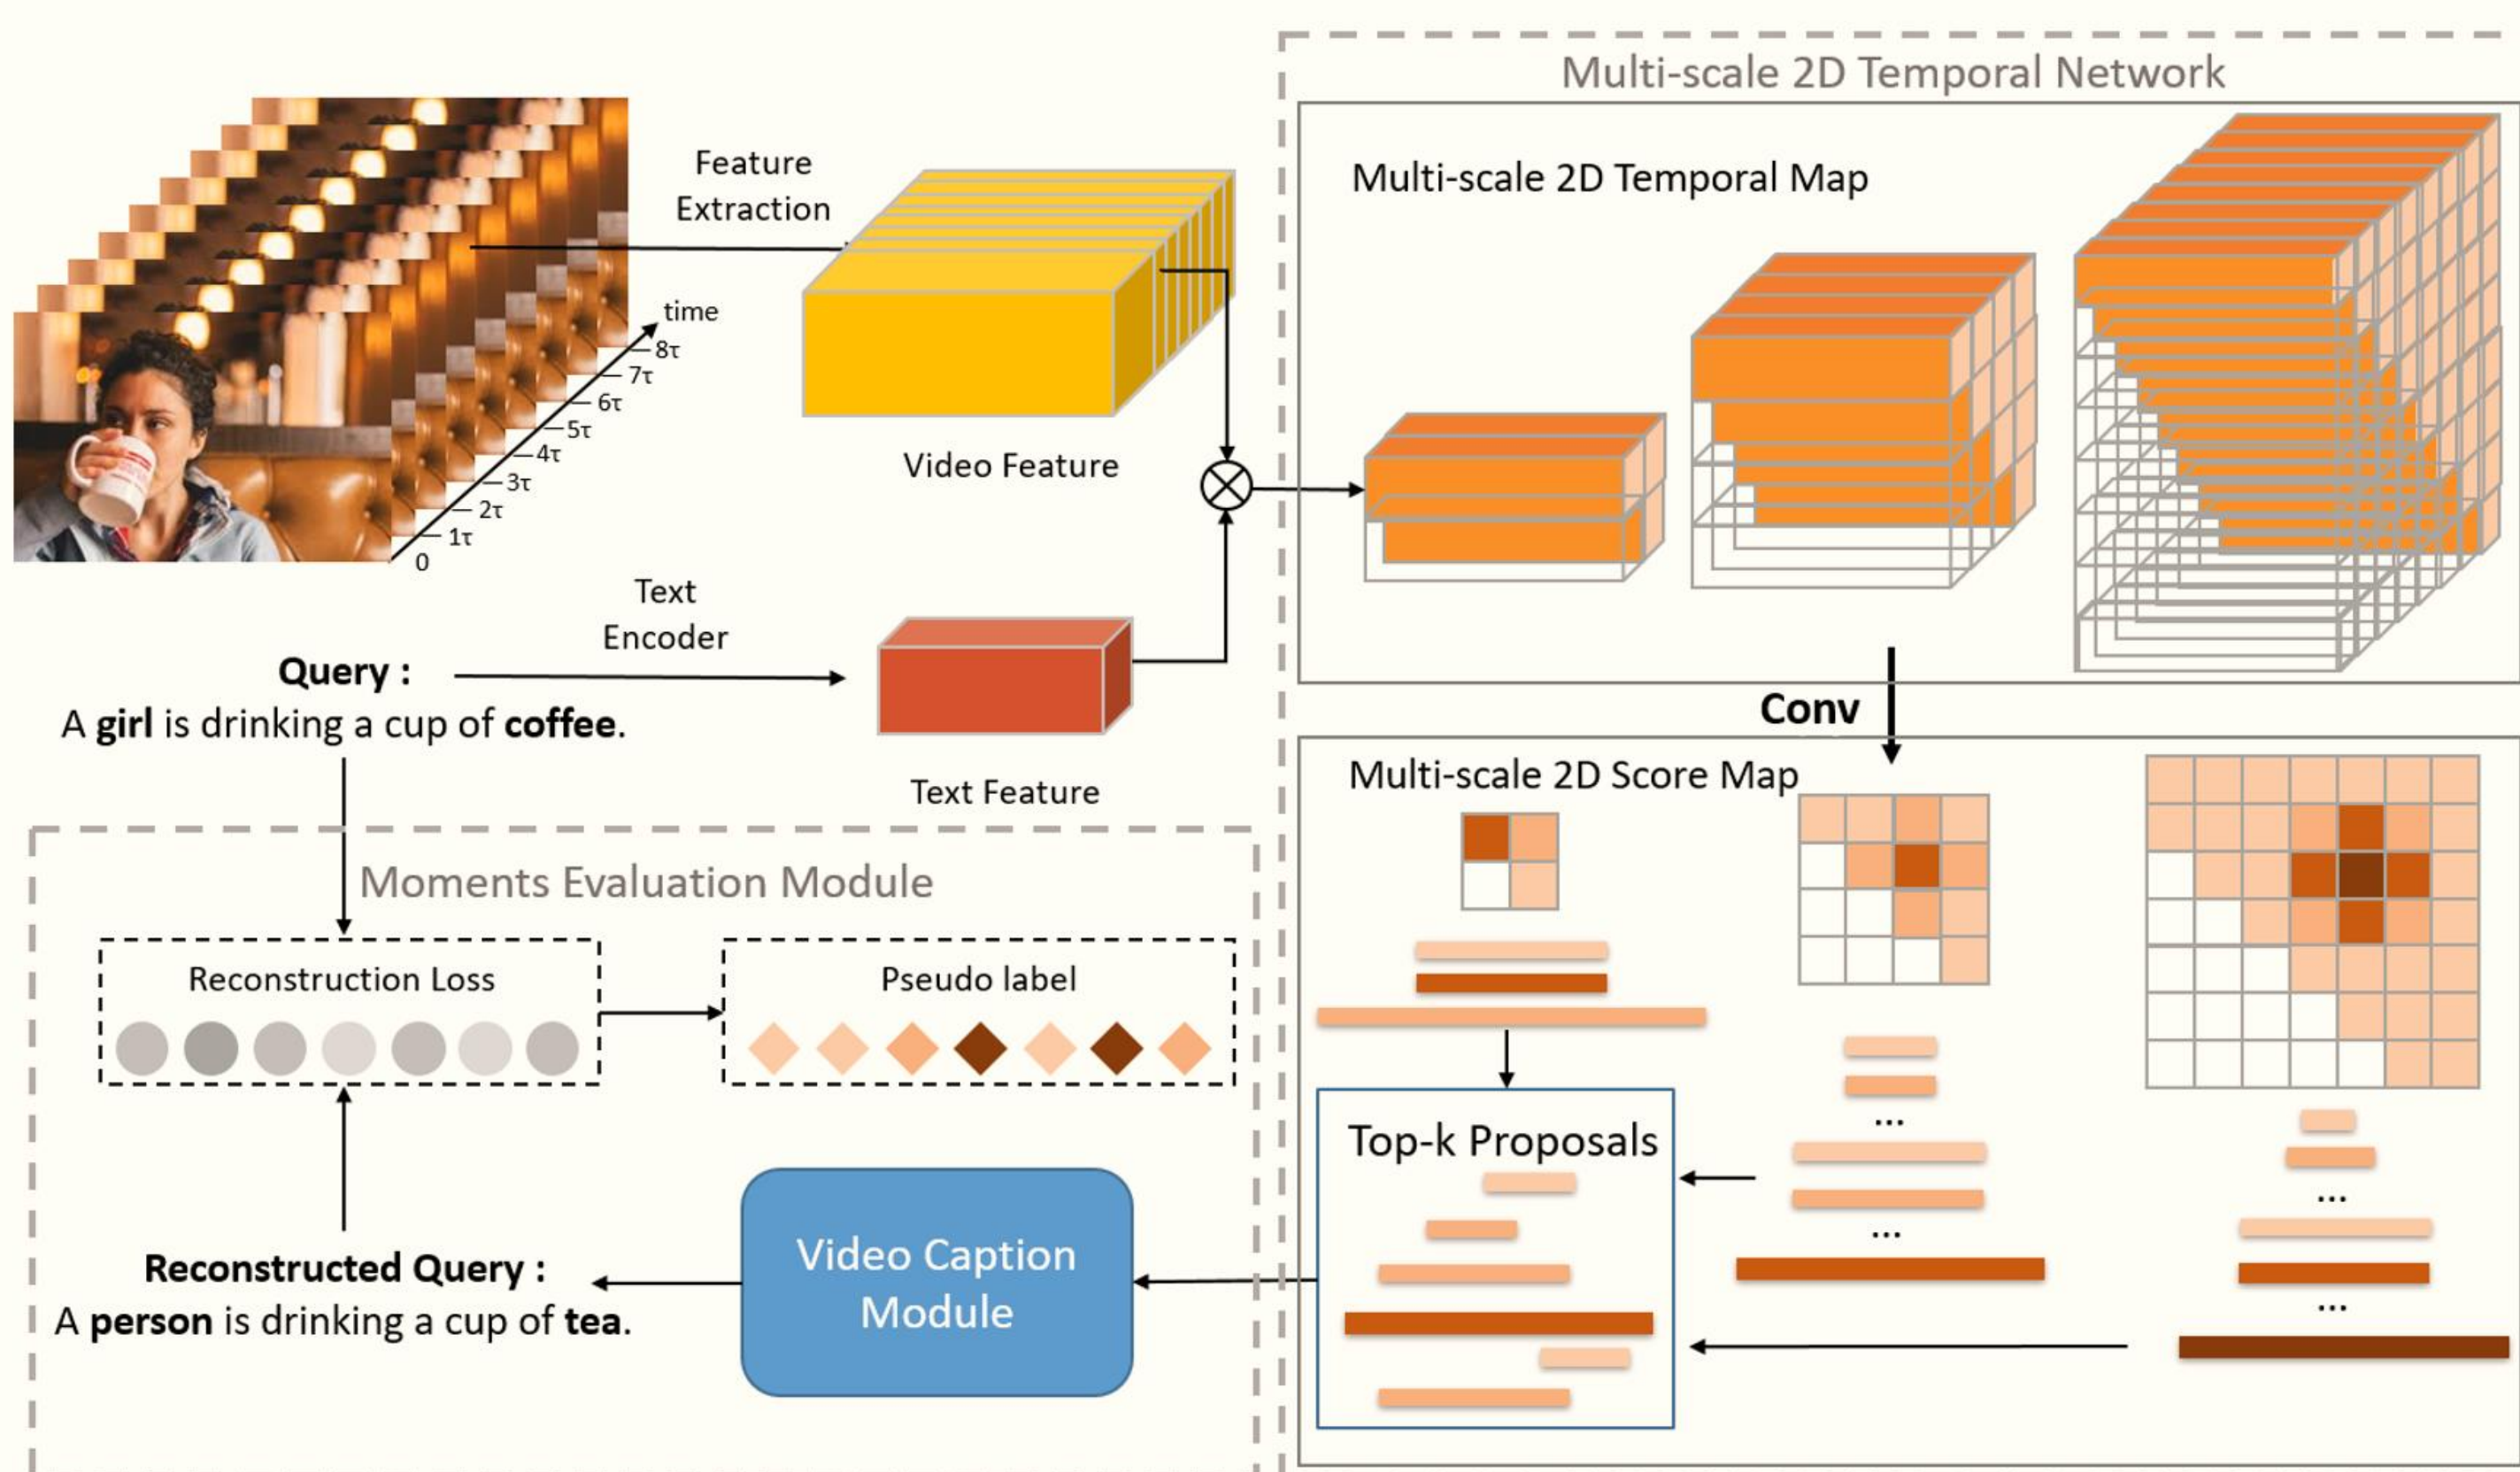 Multi-scale 2D Temporal Network
Feature
Extraction
Multi-scale 2D Temporal Map
time
8τ
7τ
6τ
5τ
4τ
3τ
2τ
1τ
0
Video Feature
Text
Encoder
Query :
A girl is drinking a cup of coffee.
Text Feature
Conv
Multi-scale 2D Score Map
Moments Evaluation Module
Reconstruction Loss
Pseudo label
...
Top-k Proposals
...
...
...
Video Caption
Module
Reconstructed Query :
A person is drinking a cup of tea.